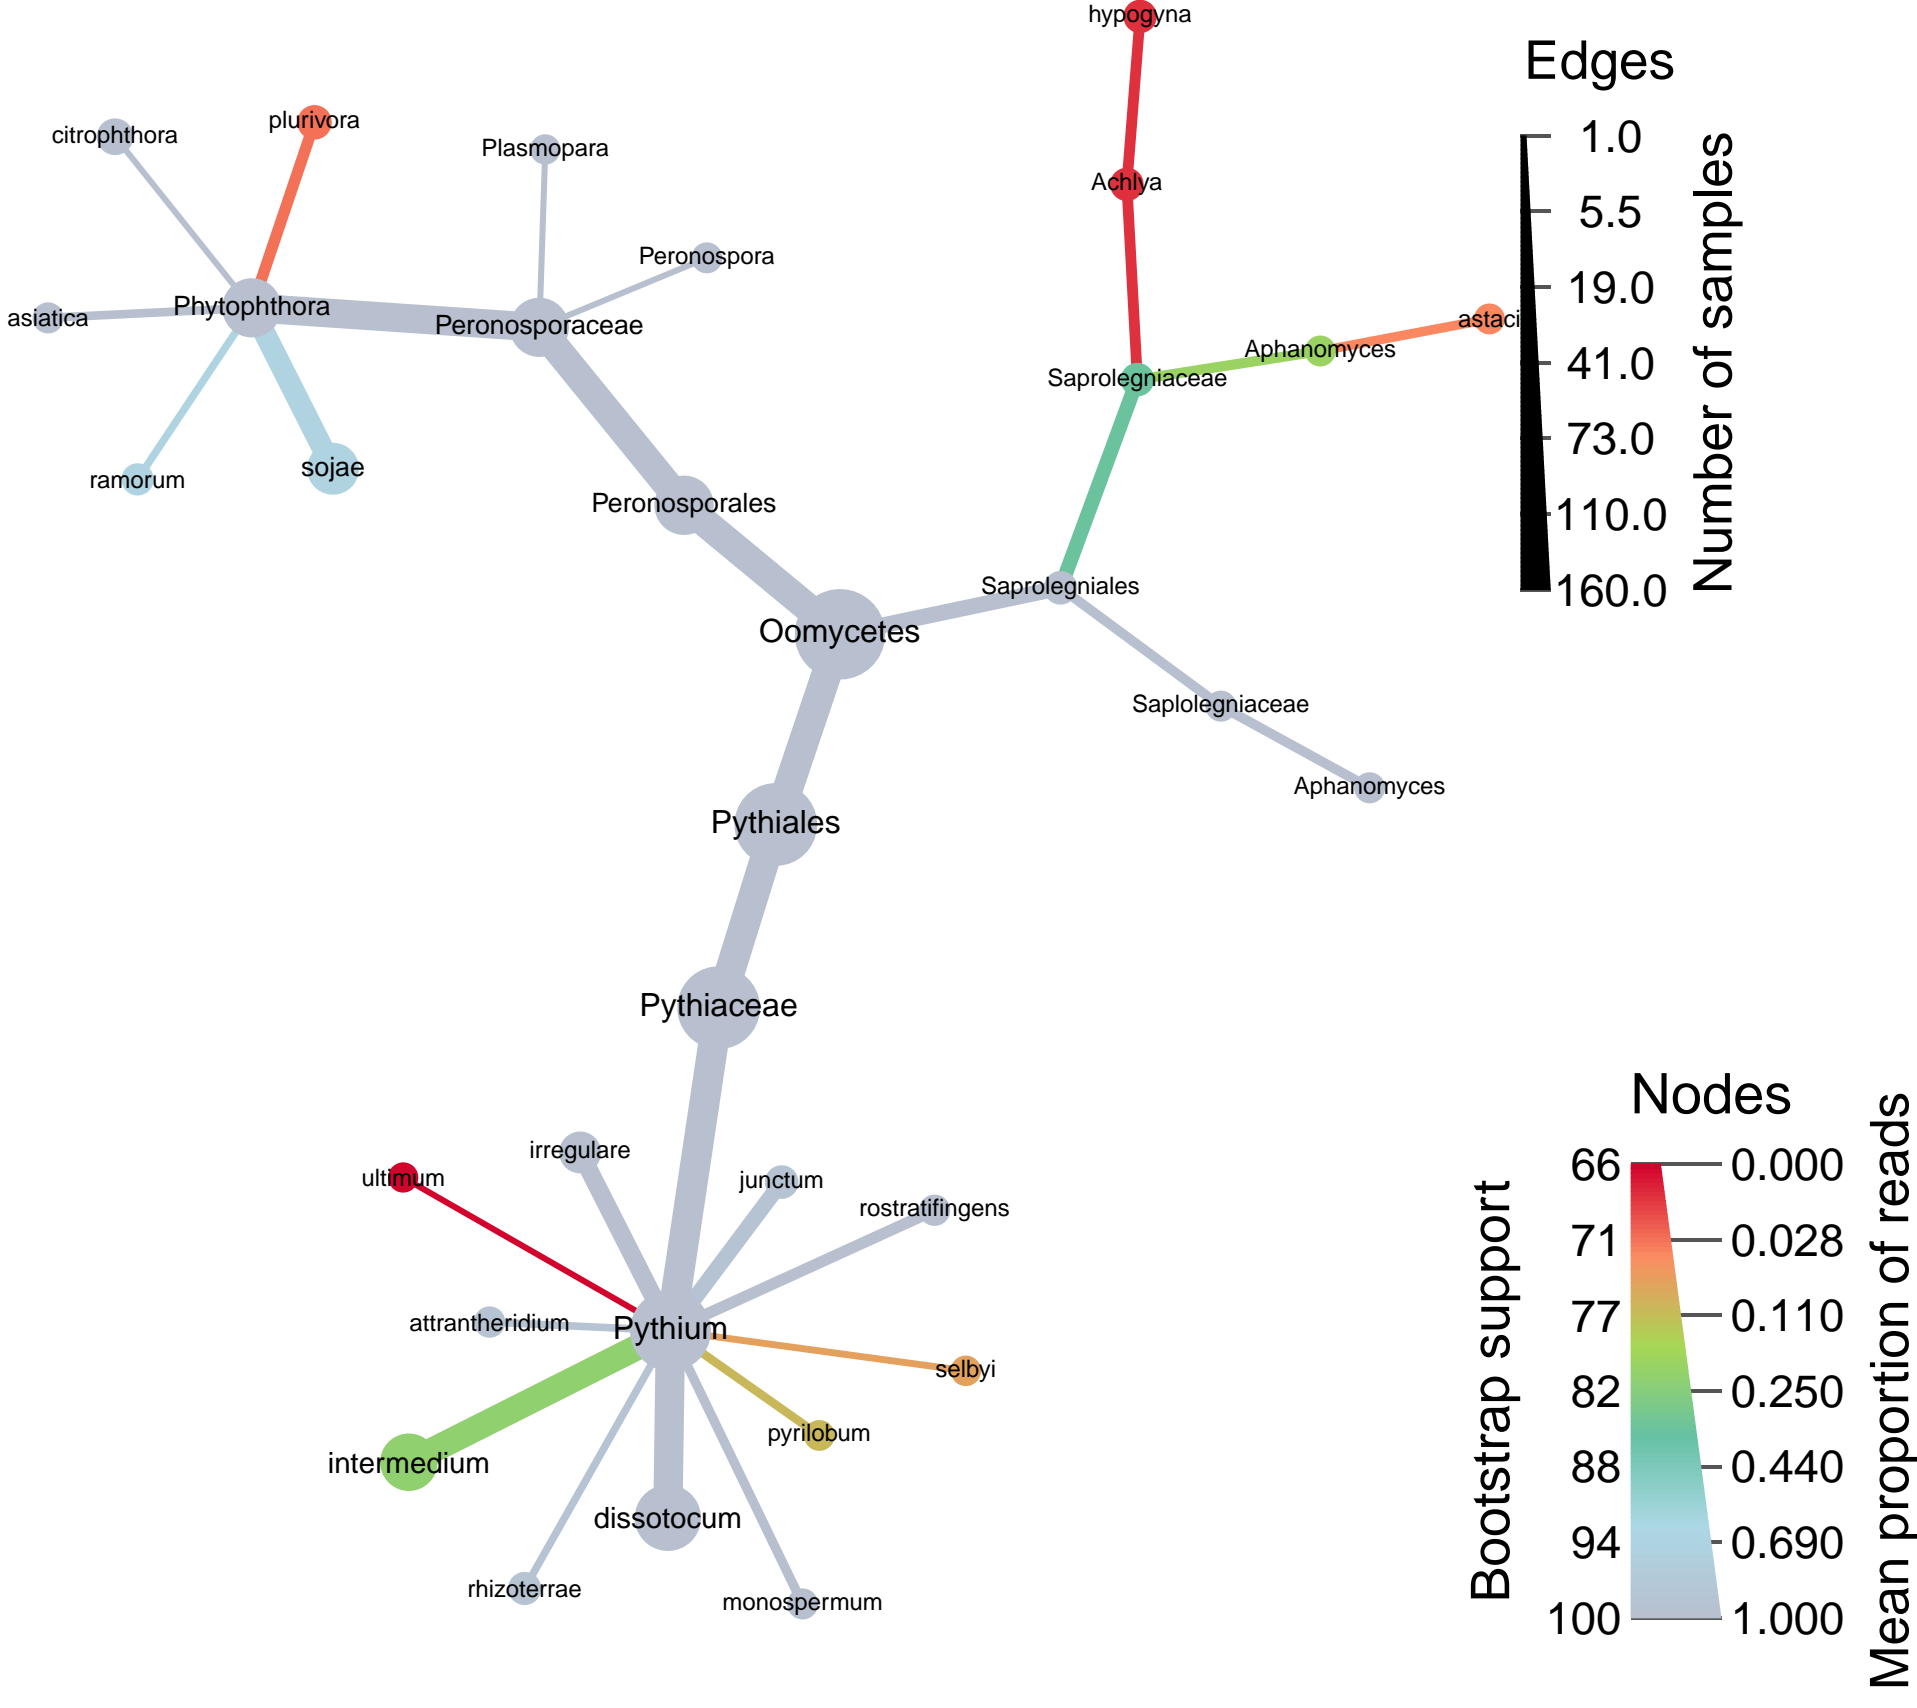 hypogyna
Edges
citrophthora
plurivora
Plasmopara
Achlya
Peronospora
asiatica
Phytophthora
Peronosporaceae
astaci
Aphanomyces
Saprolegniaceae
ramorum
sojae
Peronosporales
Saprolegniales
Oomycetes
Saplolegniaceae
Aphanomyces
Pythiales
Pythiaceae
1.0
5.5
19.0
41.0
73.0
110.0
160.0
Number of samples
irregulare
ultimum
junctum
rostratifingens
attrantheridium
Pythium
selbyi
pyrilobum
intermedium
dissotocum
rhizoterrae
monospermum
Nodes
Bootstrap support
66
71
77
82
88
94
100
0.000
0.028
0.110
0.250
0.440
0.690
1.000
Mean proportion of reads